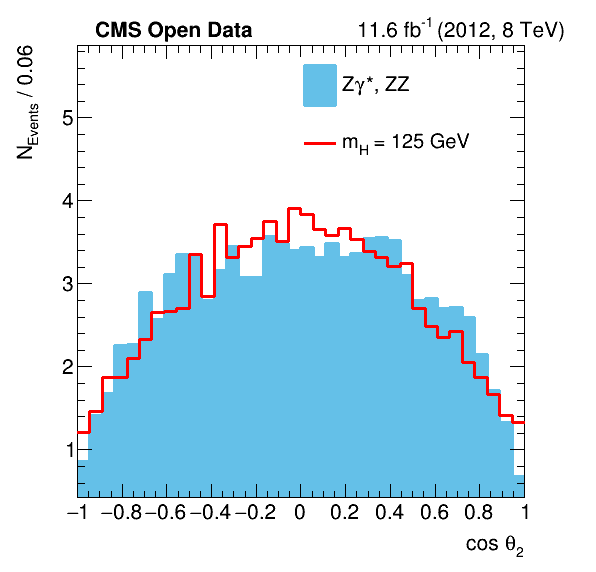 CMS Open Data
11.6 fb⁻¹ (2012, 8 TeV)
N_Events / 0.06
Zγ*, ZZ
m_H = 125 GeV
5
4
3
2
1
−1 −0.8 −0.6 −0.4 −0.2 0 0.2 0.4 0.6 0.8 1
cos θ₂